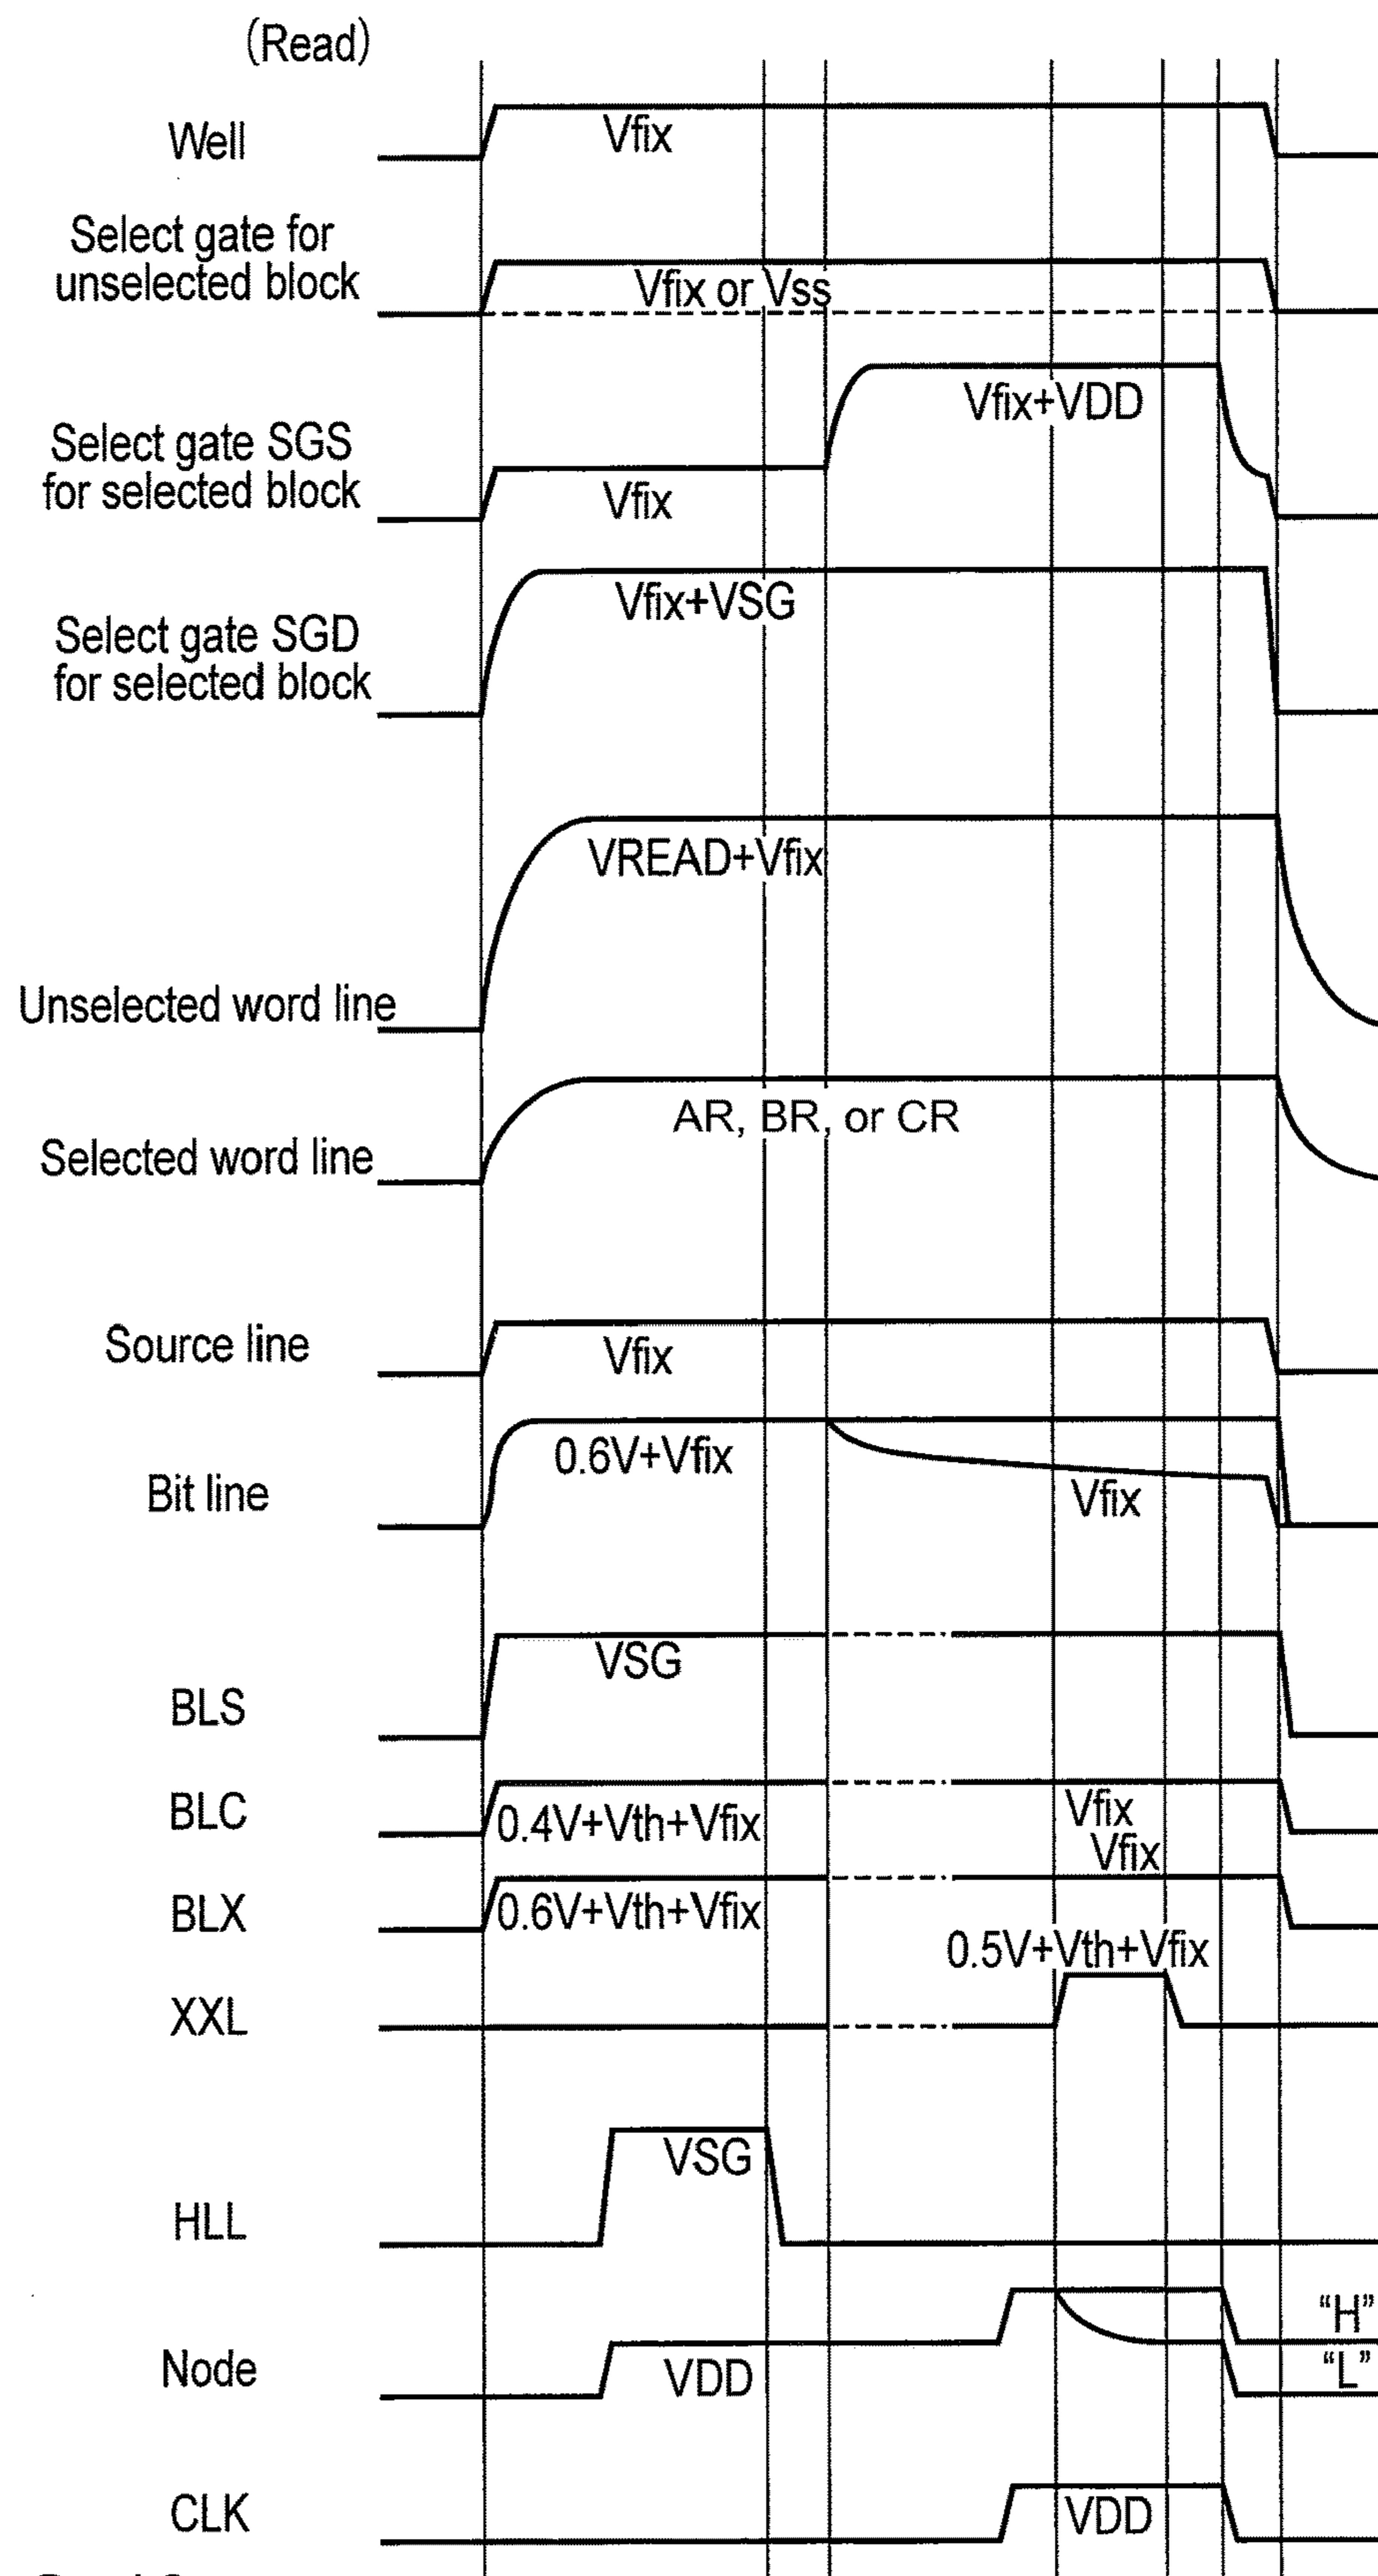 (Read)
Well
Vfix
Select gate for
unselected block
Vfix or Vss
Select gate SGS
for selected block
Vfix
Vfix+VDD
Select gate SGD
for selected block
Vfix+VSG
Unselected word line
VREAD+Vfix
Selected word line
AR, BR, or CR
Source line
Vfix
Bit line
0.6V+Vfix
Vfix
BLS
VSG
BLC
0.4V+Vth+Vfix
Vfix
BLX
0.6V+Vth+Vfix
Vfix
XXL
0.5V+Vth+Vfix
HLL
VSG
Node
VDD
“H”
“L”
CLK
VDD